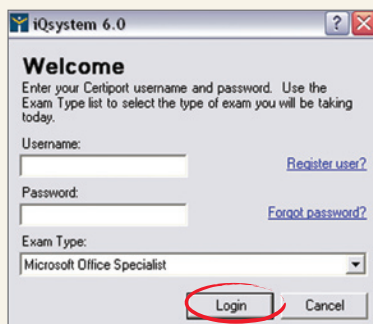 iQsystem 6.0
Welcome
Enter your Certiport username and password. Use the
Exam Type list to select the type of exam you will be taking
today.
Username:
Register user?
Password:
Forgot password?
Exam Type:
Microsoft Office Specialist
Login Cancel